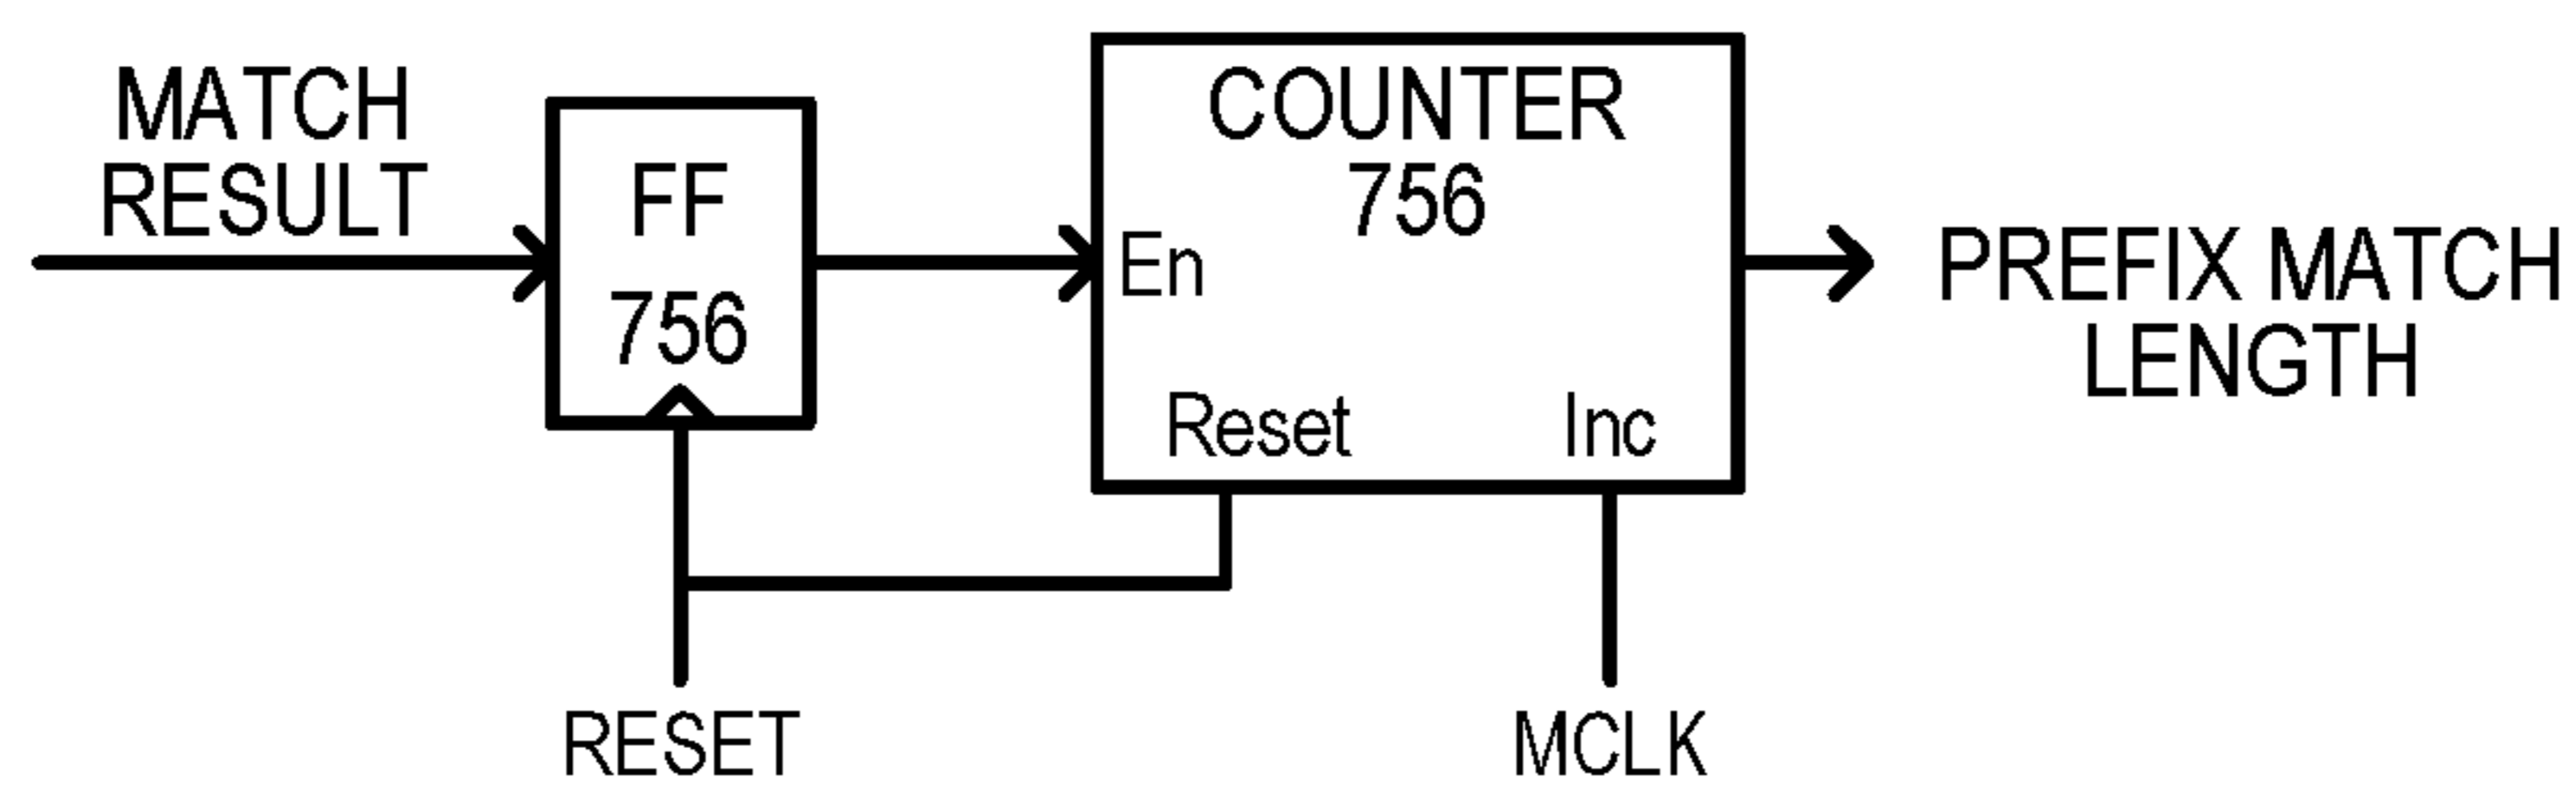 MATCH
RESULT
FF
756
COUNTER
756
En
Reset
Inc
PREFIX MATCH
LENGTH
RESET
MCLK